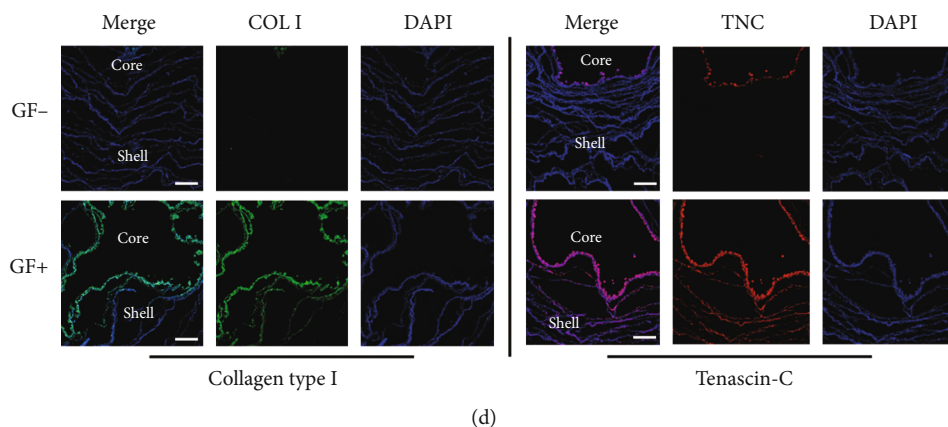 Merge COL I DAPI Merge TNC DAPI
GF– Core Shell Core Shell
GF+ Core Shell Core Shell
Collagen type I Tenascin-C
(d)